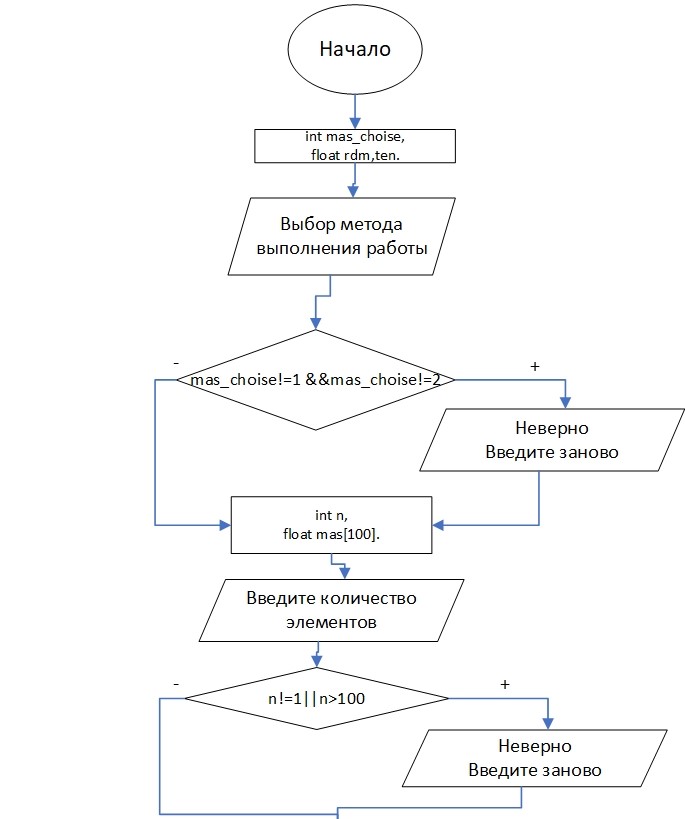 Начало
int mas_choise,
float rdm,ten.
Выбор метода
выполнения работы
-
mas_choise!=1 &&mas_choise!=2
+
Неверно
Введите заново
int n,
float mas[100].
Введите количество
элементов
-
n!=1||n>100
+
Неверно
Введите заново